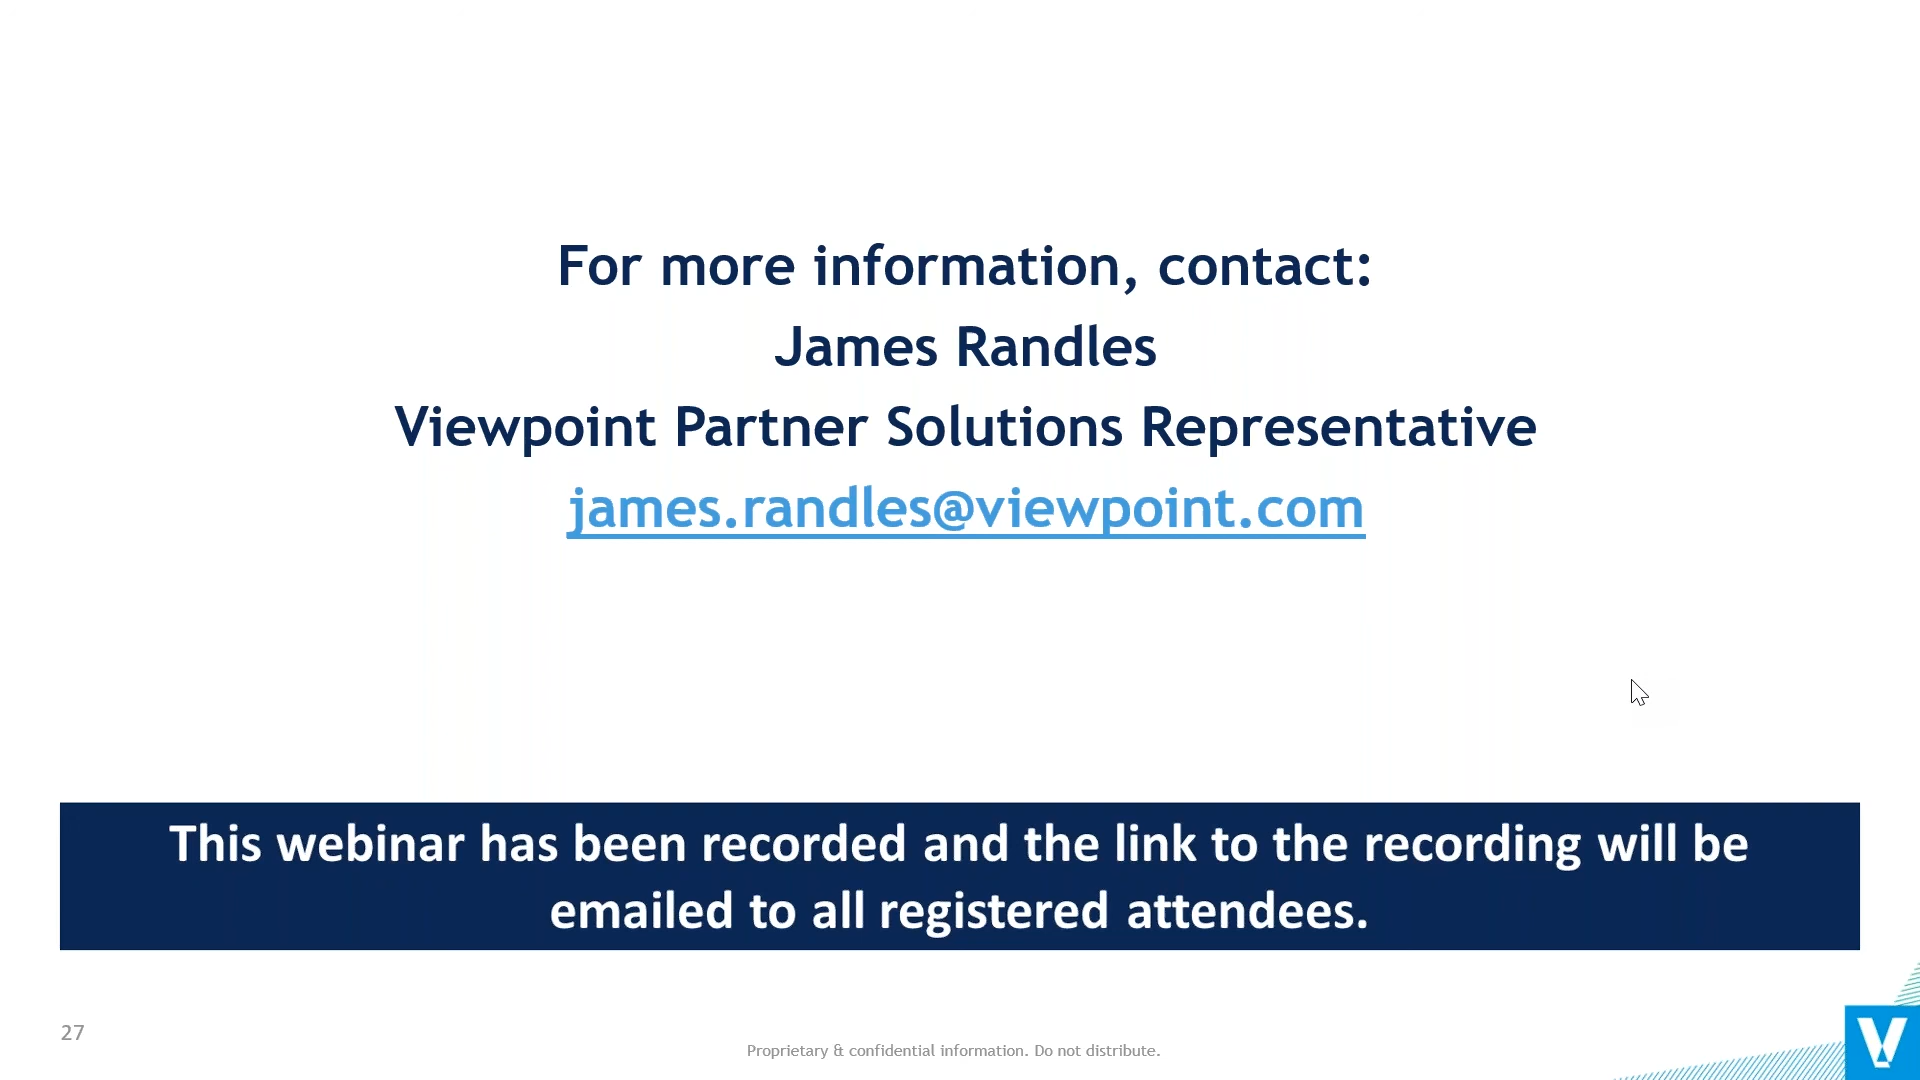 For more information, contact:
James Randles
Viewpoint Partner Solutions Representative
james.randles@viewpoint.com
This webinar has been recorded and the link to the recording will be
emailed to all registered attendees.
27
Proprietary & confidential information. Do not distribute.
V